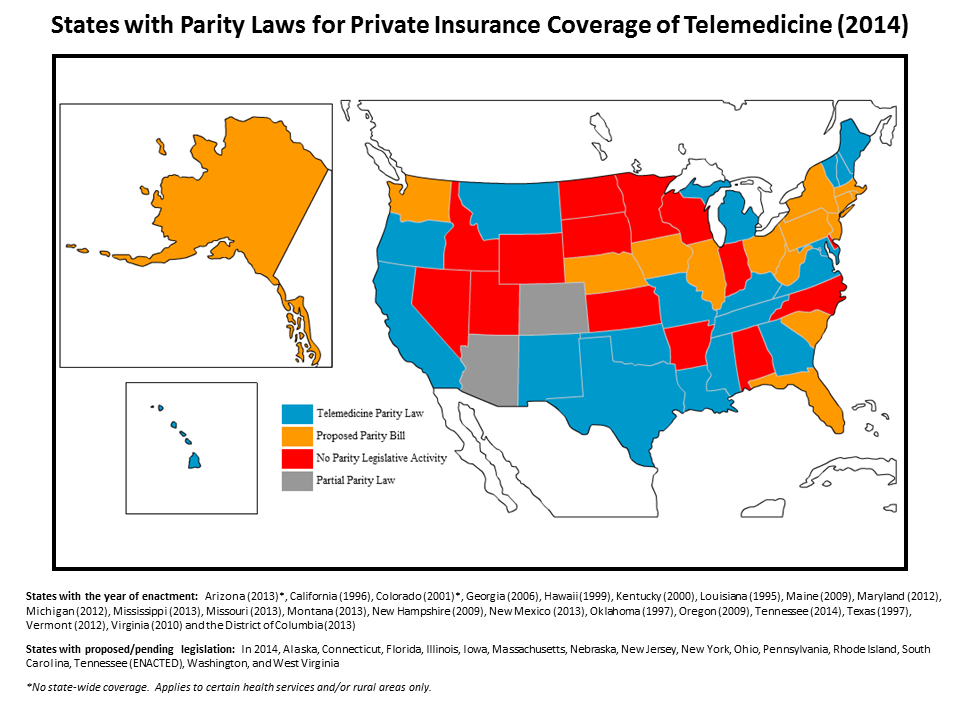 States with Parity Laws for Private Insurance Coverage of Telemedicine (2014)
Telemedicine Parity Law
Proposed Parity Bill
No Parity Legislative Activity
Partial Parity Law
States with the year of enactment: Arizona (2013)*, California (1996), Colorado (2001)*, Georgia (2006), Hawaii (1999), Kentucky (2000), Louisiana (1995), Maine (2009), Maryland (2012),
Michigan (2012), Mississippi (2013), Missouri (2013), Montana (2013), New Hampshire (2009), New Mexico (2013), Oklahoma (1997), Oregon (2009), Tennessee (2014), Texas (1997),
Vermont (2012), Virginia (2010) and the District of Columbia (2013)
States with proposed/pending legislation: In 2014, Alaska, Connecticut, Florida, Illinois, Iowa, Massachusetts, Nebraska, New Jersey, New York, Ohio, Pennsylvania, Rhode Island, South
Carolina, Tennessee (ENACTED), Washington, and West Virginia
*No state-wide coverage. Applies to certain health services and/or rural areas only.